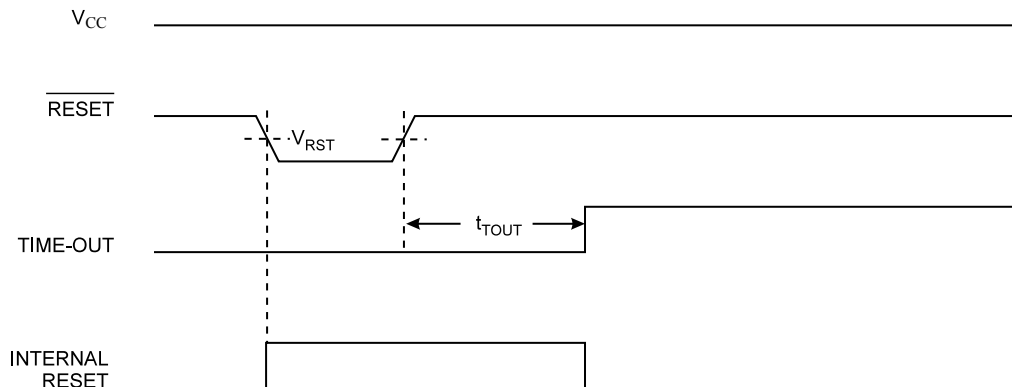 VCC
RESET
VRST
tTOUT
TIME-OUT
INTERNAL
RESET